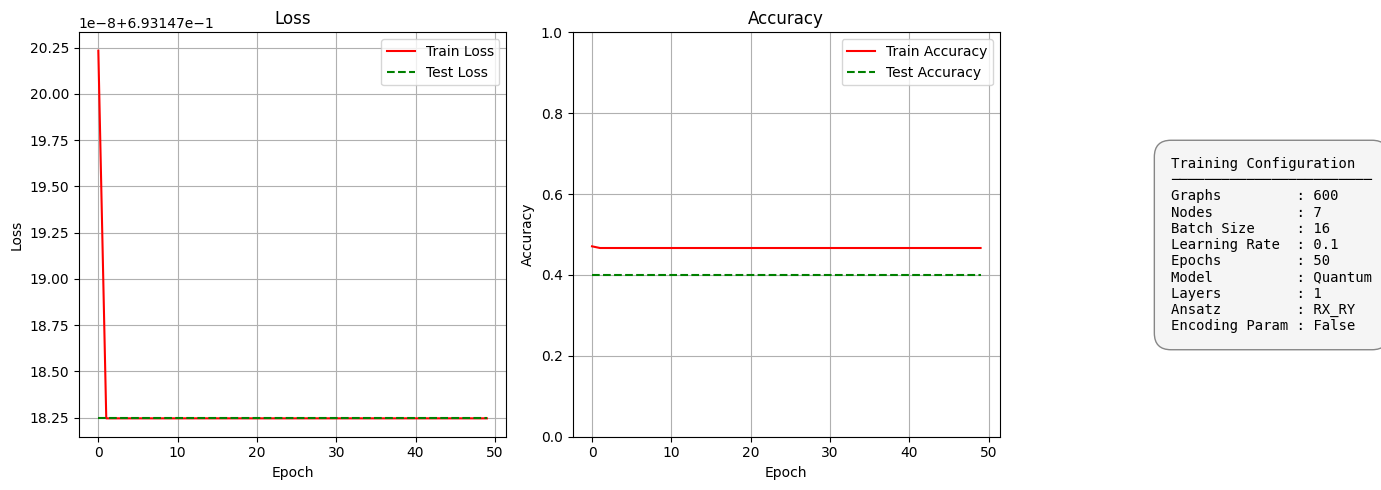 Loss
1e-8+6.93147e-1
20.25
20.00
19.75
19.50
19.25
19.00
18.75
18.50
18.25
Loss
0
10
20
30
40
50
Epoch
Train Loss
Test Loss
Accuracy
1.0
0.8
0.6
0.4
0.2
0.0
Accuracy
0
10
20
30
40
50
Epoch
Train Accuracy
Test Accuracy
Training Configuration
Graphs : 600
Nodes : 7
Batch Size : 16
Learning Rate : 0.1
Epochs : 50
Model : Quantum
Layers : 1
Ansatz : RX_RY
Encoding Param : False